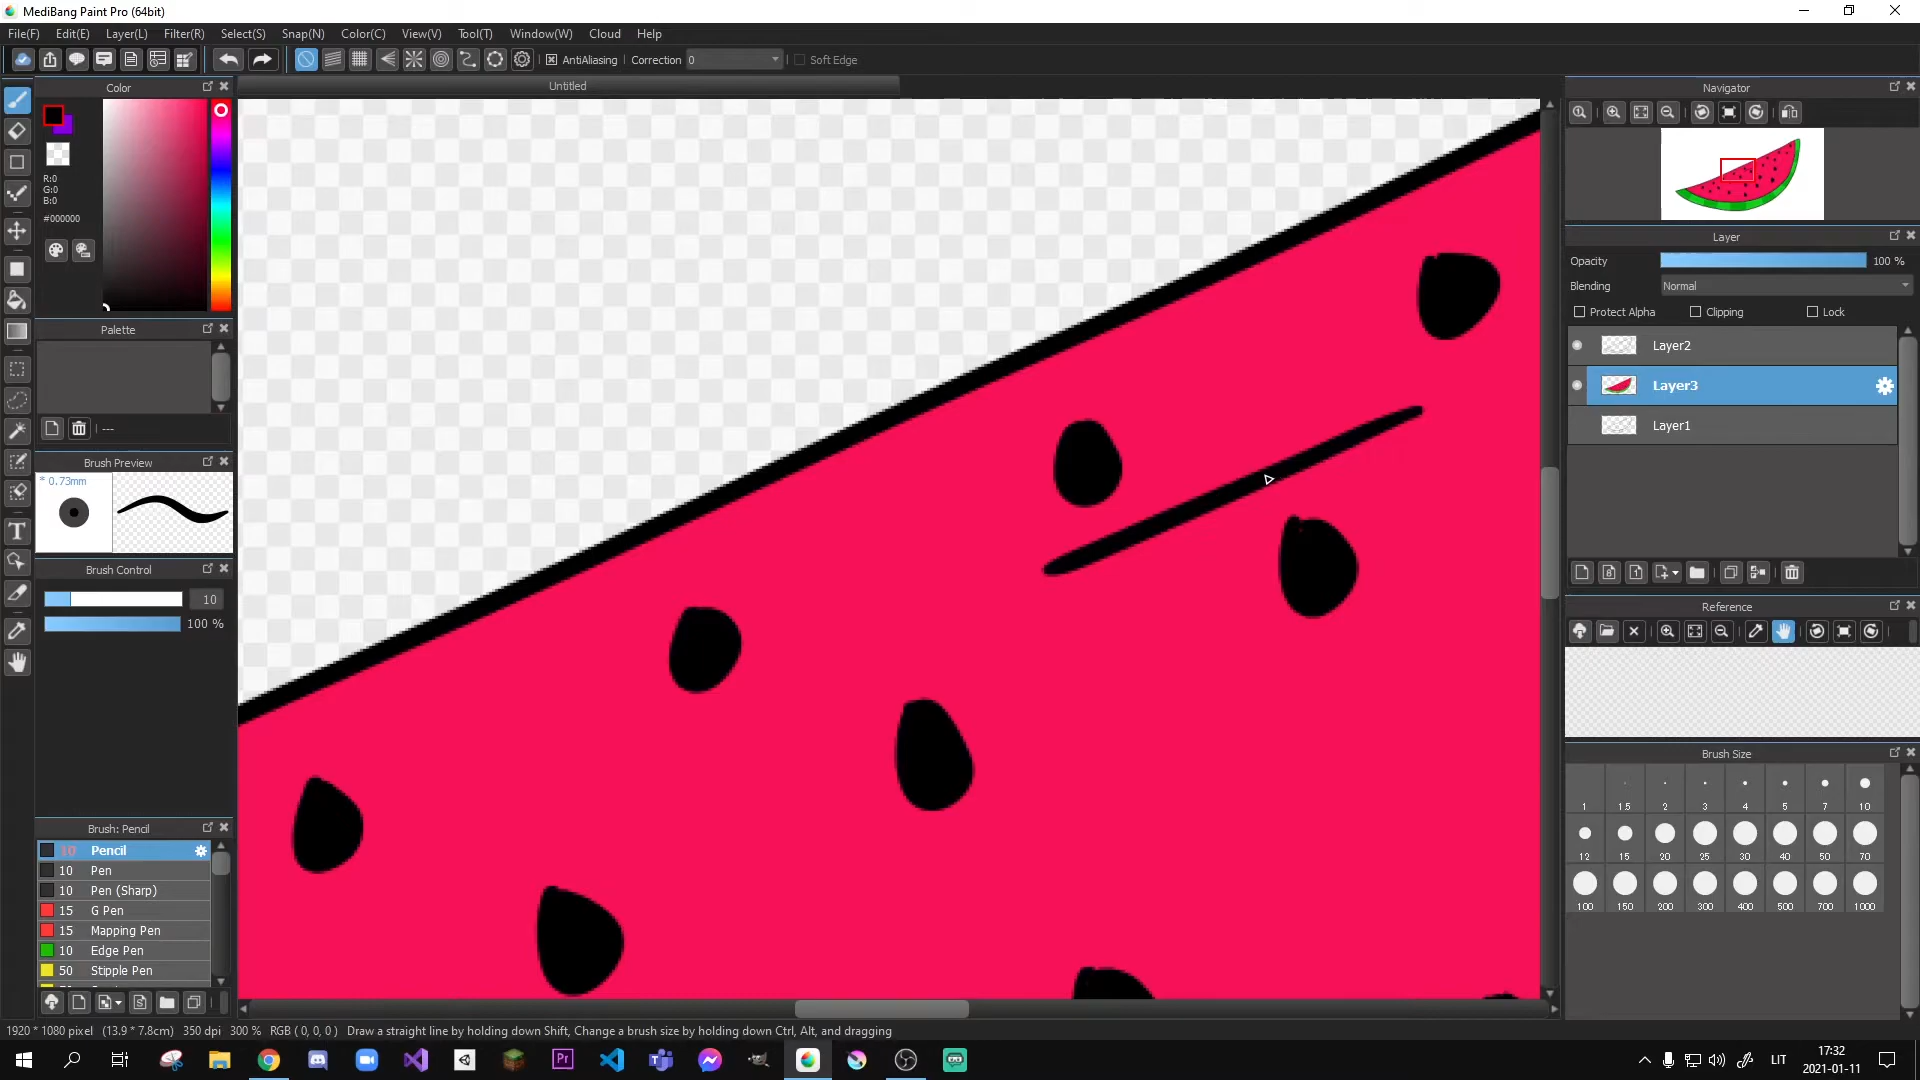 MediBang Paint Pro (64bit)
File(F) Edit(E) Layer(L) Filter(R) Select(S) Snap(N) Color(C) View(V) Tool(T) Window(W) Cloud Help
AntiAliasing Correction 0 Soft Edge
Color
Untitled
Navigator
R:0
G:0
B:0
#000000
Layer
Opacity 100 %
Blending Normal
Protect Alpha Clipping Lock
Palette
Layer2
Layer3
Layer1
---
Brush Preview
* 0.73mm
T
Brush Control
10
100 %
Reference
Brush Size
1 1.5 2 3 4 5 7 10
12 15 20 25 30 40 50 70
100 150 200 300 400 500 700 1000
Brush: Pencil
10 Pencil
10 Pen
10 Pen (Sharp)
15 G Pen
15 Mapping Pen
10 Edge Pen
50 Stipple Pen
1920 * 1080 pixel (13.9 * 7.8cm) 350 dpi 300 % RGB ( 0, 0, 0 ) Draw a straight line by holding down Shift, Change a brush size by holding down Ctrl, Alt, and dragging
Pr
LIT
17:32
2021-01-11